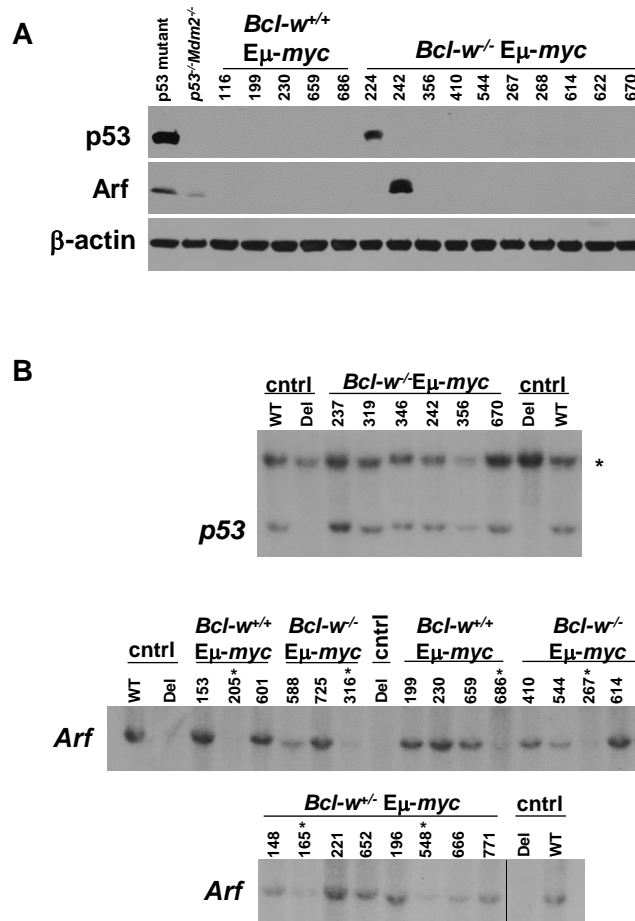 A
p53 mutant
p53-/-Mdm2-/-
Bcl-w+/+
Eμ-myc
Bcl-w-/- Eμ-myc
116 199 230 659 686 224 242 356 410 544 267 268 614 622 670
p53
Arf
β-actin
B
cntrl Bcl-w-/-Eμ-myc cntrl
WT Del 237 319 346 242 356 670 Del WT
*
p53
Bcl-w+/+ Bcl-w-/- cntrl Bcl-w+/+ Bcl-w-/-
cntrl Eμ-myc Eμ-myc Eμ-myc Eμ-myc
WT Del 153 205* 601 588 725 316* Del 199 230 659 686* 410 544 267* 614
Arf
Bcl-w+/- Eμ-myc cntrl
148 165* 221 652 196 548* 666 771 Del WT
Arf